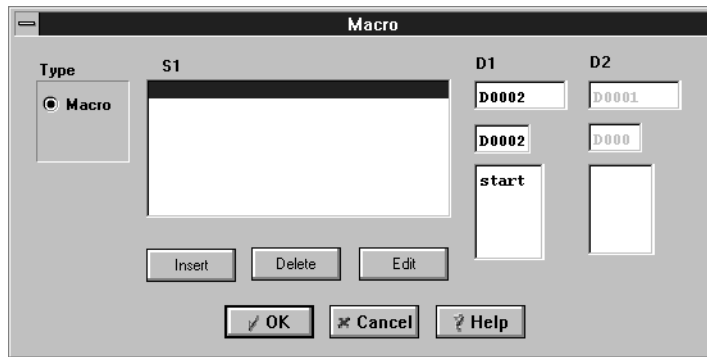 Macro
Type
S1
D1
D2
Macro
D0002
D0001
D0002
D000
start
Insert
Delete
Edit
OK
Cancel
Help